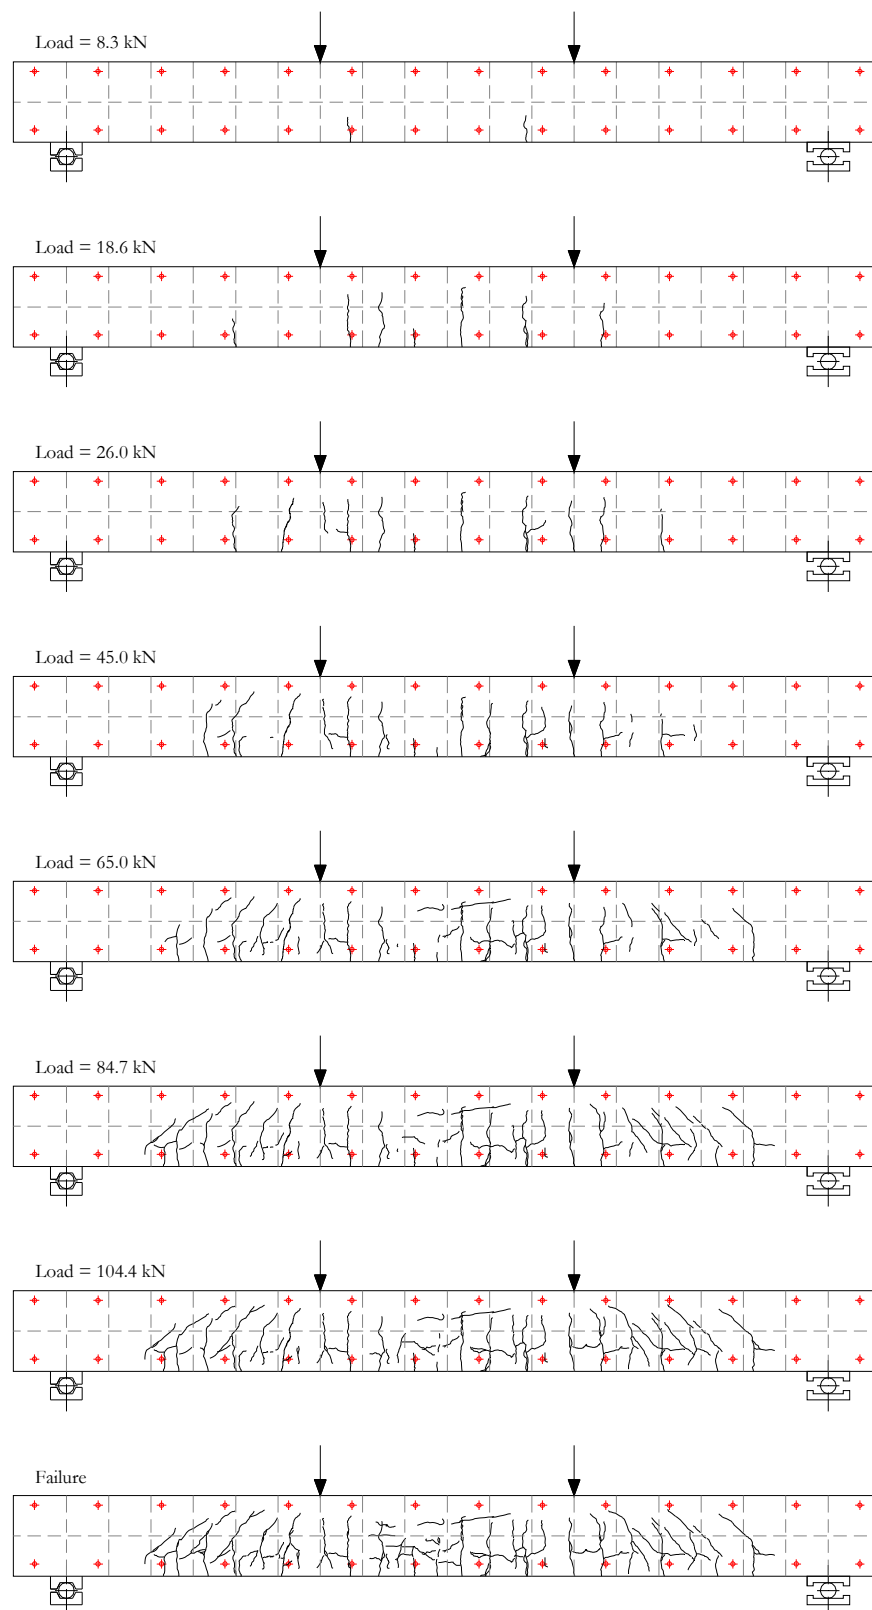 Load = 8.3 kN
Load = 18.6 kN
Load = 26.0 kN
Load = 45.0 kN
Load = 65.0 kN
Load = 84.7 kN
Load = 104.4 kN
Failure